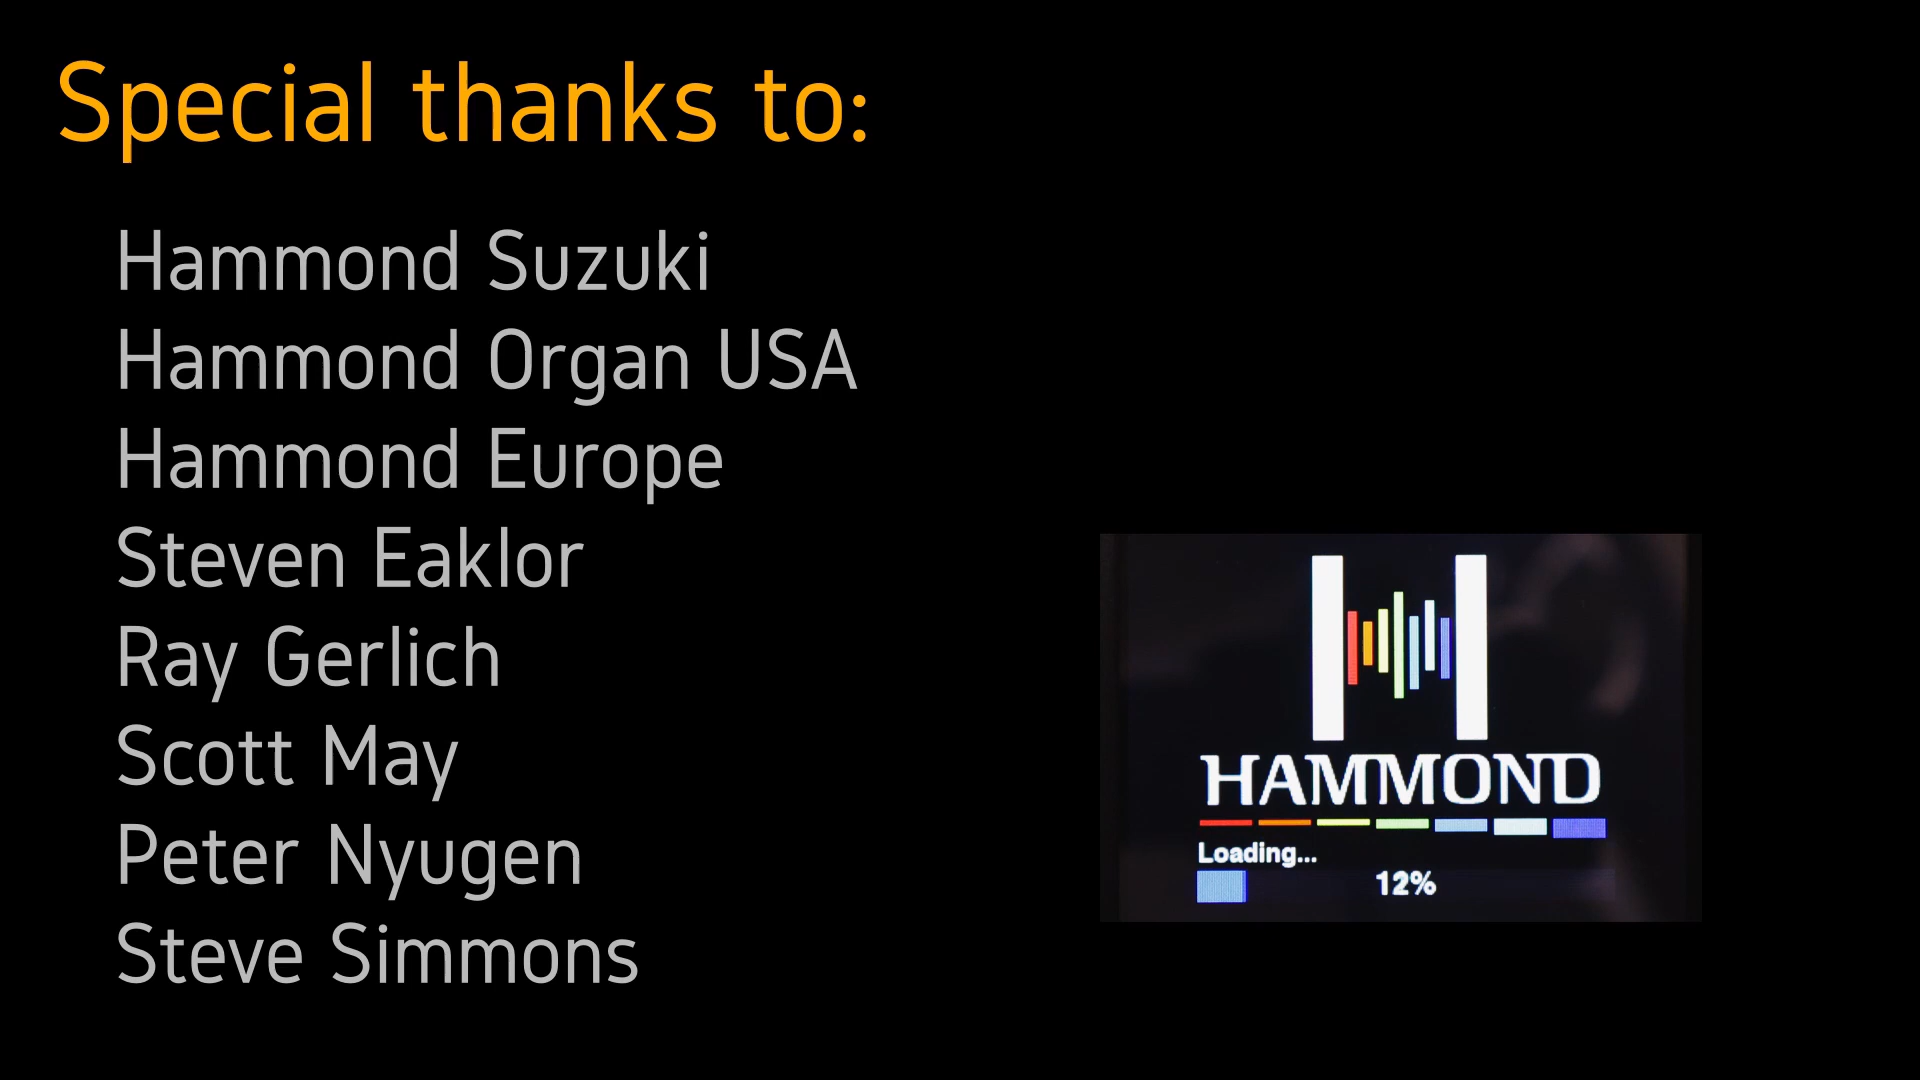 Special thanks to:
Hammond Suzuki
Hammond Organ USA
Hammond Europe
Steven Eaklor
Ray Gerlich
Scott May
Peter Nyugen
Steve Simmons
HAMMOND
Loading...
12%